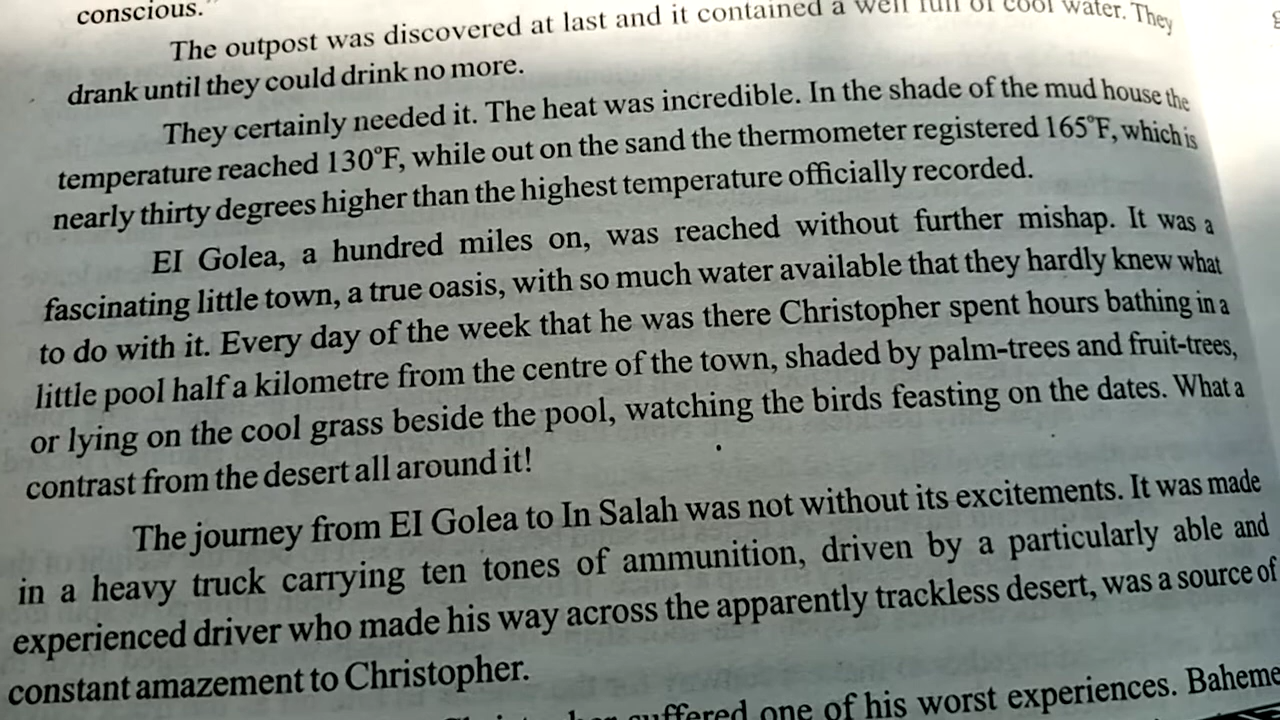 conscious."
The outpost was discovered at last and it contained a well full of cool water. They
drank until they could drink no more.
They certainly needed it. The heat was incredible. In the shade of the mud house the
temperature reached 130°F, while out on the sand the thermometer registered 165°F, which is
nearly thirty degrees higher than the highest temperature officially recorded.
EI Golea, a hundred miles on, was reached without further mishap. It was a
fascinating little town, a true oasis, with so much water available that they hardly knew what
to do with it. Every day of the week that he was there Christopher spent hours bathing in a
little pool half a kilometre from the centre of the town, shaded by palm-trees and fruit-trees,
or lying on the cool grass beside the pool, watching the birds feasting on the dates. What a
contrast from the desert all around it!
The journey from EI Golea to In Salah was not without its excitements. It was made
in a heavy truck carrying ten tones of ammunition, driven by a particularly able and
experienced driver who made his way across the apparently trackless desert, was a source of
constant amazement to Christopher.
suffered one of his worst experiences. Baheme